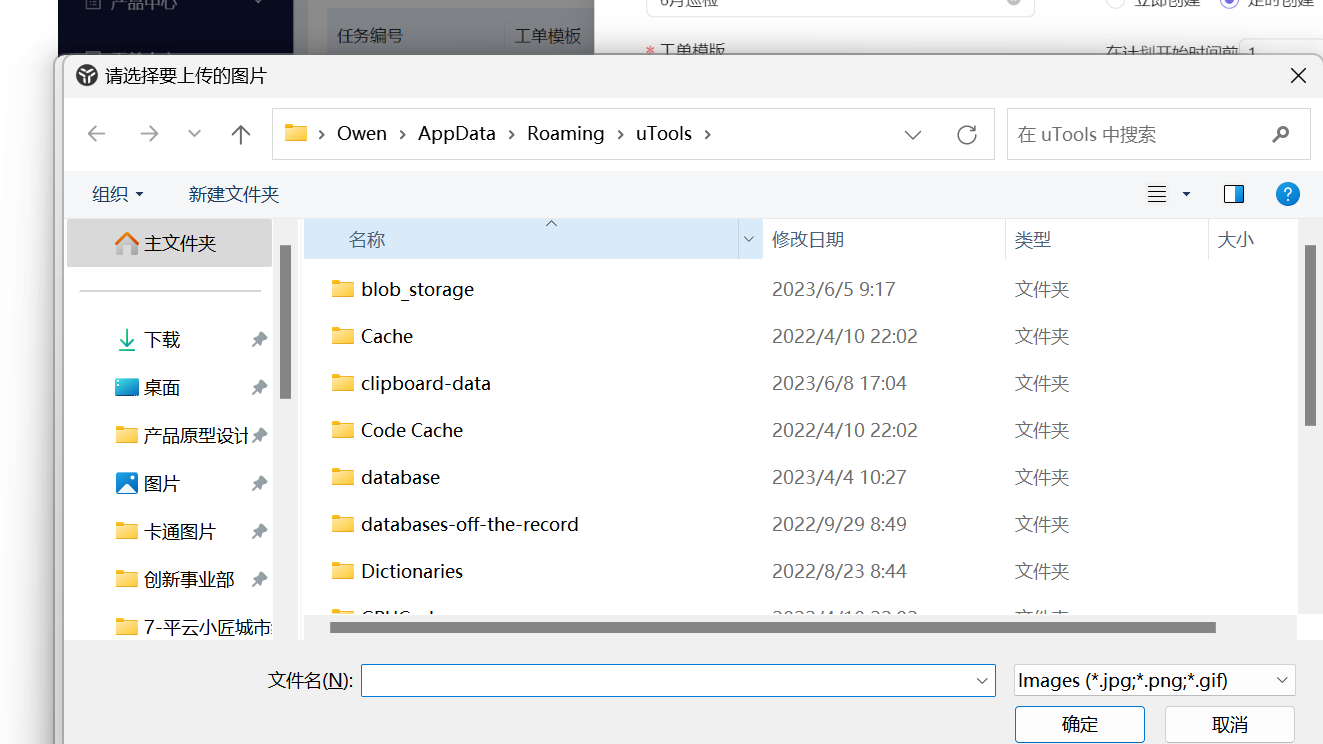 产品中心
6月巡检
立即创建
定时创建
任务编号
工单模板
* 工单模版
在计划开始时间前 1
请选择要上传的图片
Owen > AppData > Roaming > uTools >
在 uTools 中搜索
组织
新建文件夹
主文件夹
下载
桌面
产品原型设计
图片
卡通图片
创新事业部
7-平云小匠城市
名称 修改日期 类型 大小
blob_storage 2023/6/5 9:17 文件夹
Cache 2022/4/10 22:02 文件夹
clipboard-data 2023/6/8 17:04 文件夹
Code Cache 2022/4/10 22:02 文件夹
database 2023/4/4 10:27 文件夹
databases-off-the-record 2022/9/29 8:49 文件夹
Dictionaries 2022/8/23 8:44 文件夹
文件名(N):
Images (*.jpg;*.png;*.gif)
确定
取消